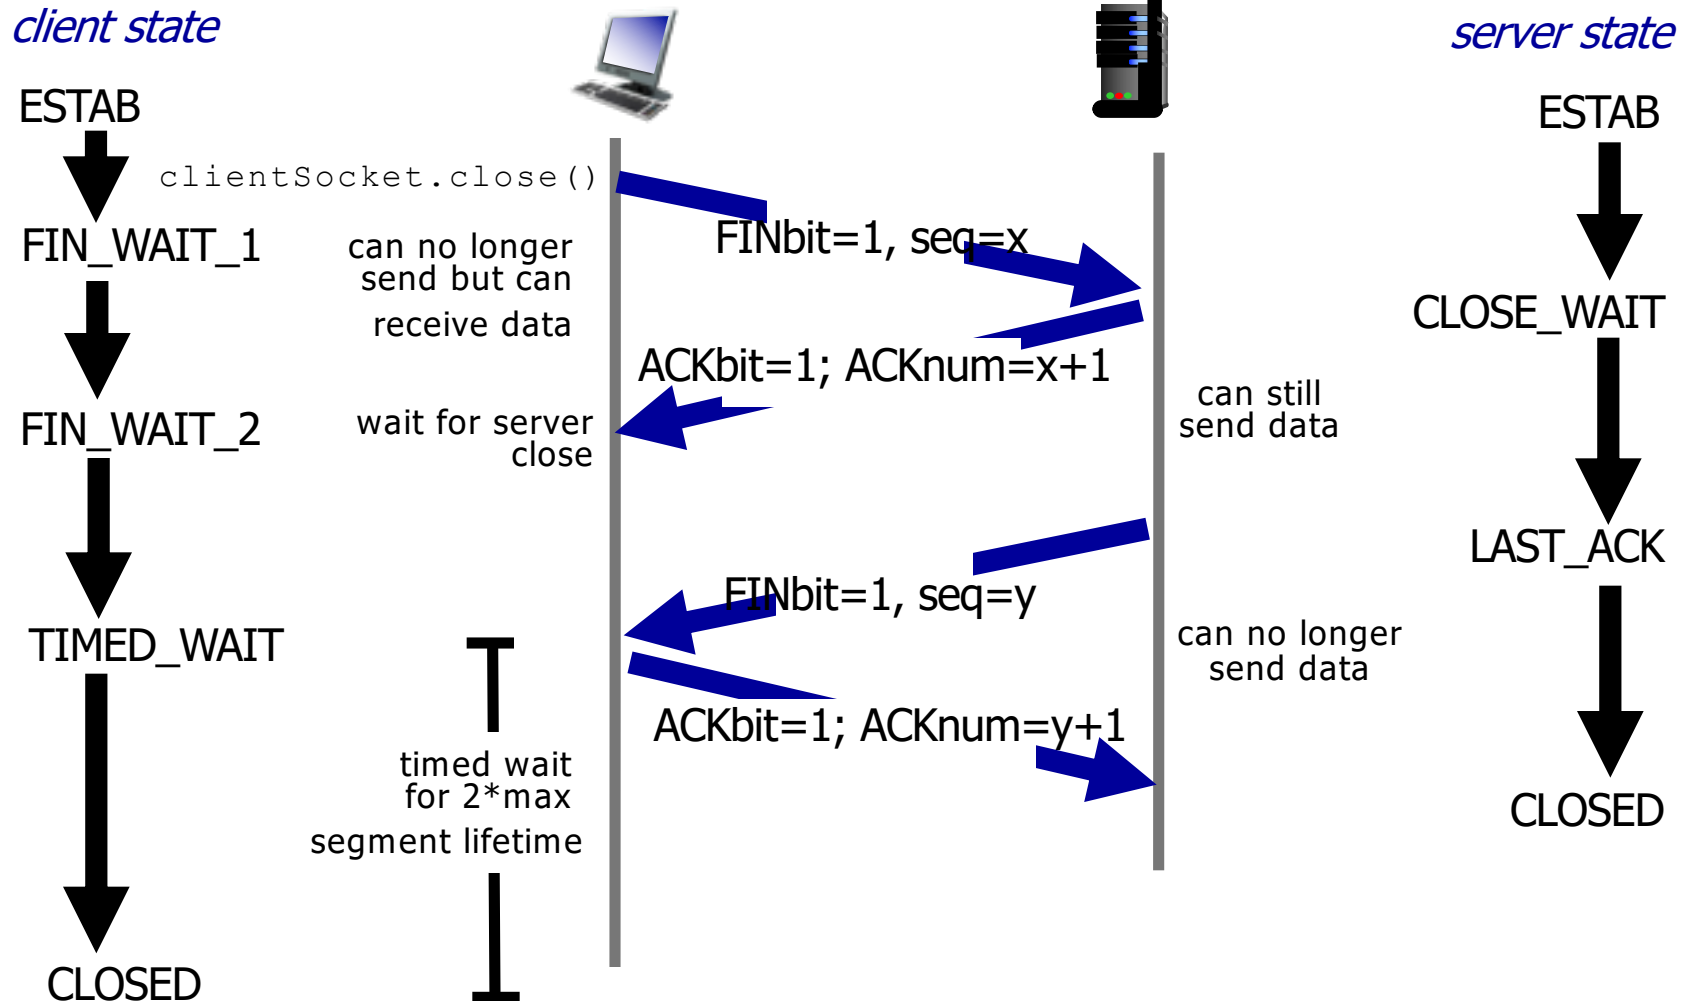 client state
server state
ESTAB
ESTAB
clientSocket.close()
FIN_WAIT_1
can no longer
send but can
receive data
FINbit=1, seq=x
CLOSE_WAIT
ACKbit=1; ACKnum=x+1
can still
send data
FIN_WAIT_2
wait for server
close
LAST_ACK
FINbit=1, seq=y
can no longer
send data
TIMED_WAIT
ACKbit=1; ACKnum=y+1
timed wait
for 2*max
segment lifetime
CLOSED
CLOSED